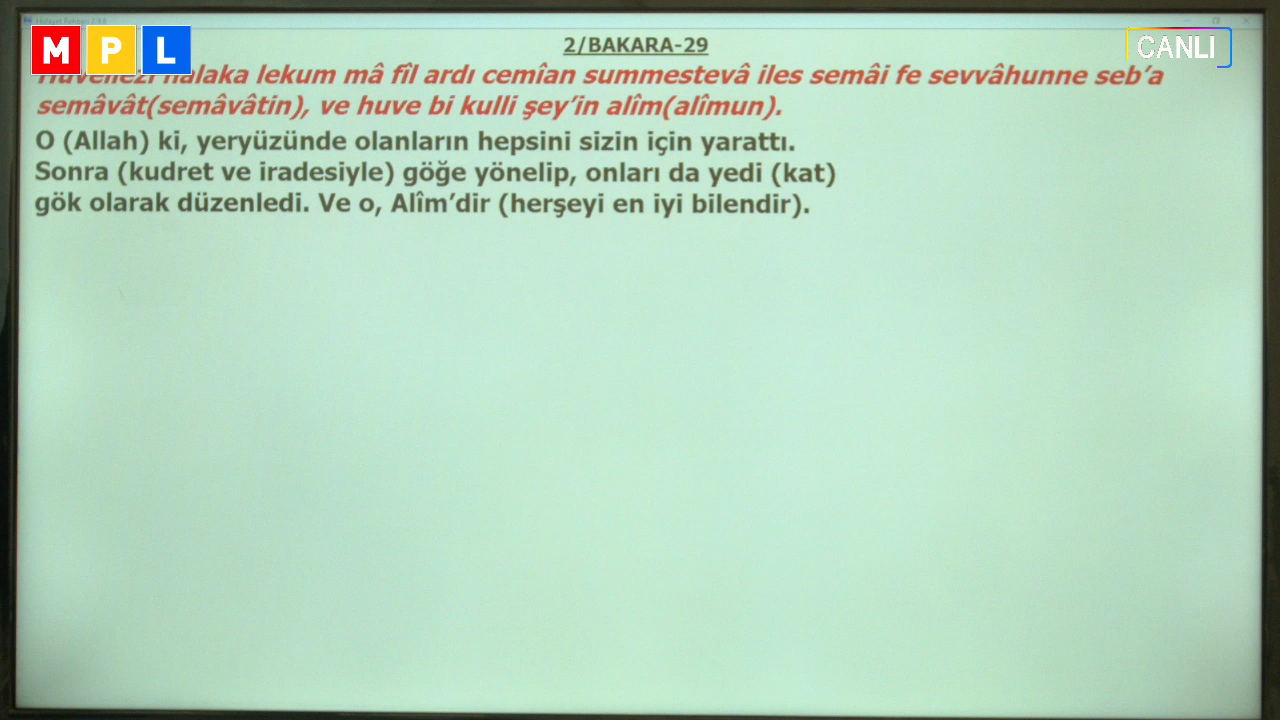 MPL
CANLI
2/BAKARA-29
halaka lekum mâ fîl ardı cemîan summestevâ iles semâi fe sevvâhunne seb’a
semâvât(semâvâtin), ve huve bi kulli şey’in alîm(alîmun).
O (Allah) ki, yeryüzünde olanların hepsini sizin için yarattı.
Sonra (kudret ve iradesiyle) göğe yönelip, onları da yedi (kat)
gök olarak düzenledi. Ve o, Alîm’dir (herşeyi en iyi bilendir).